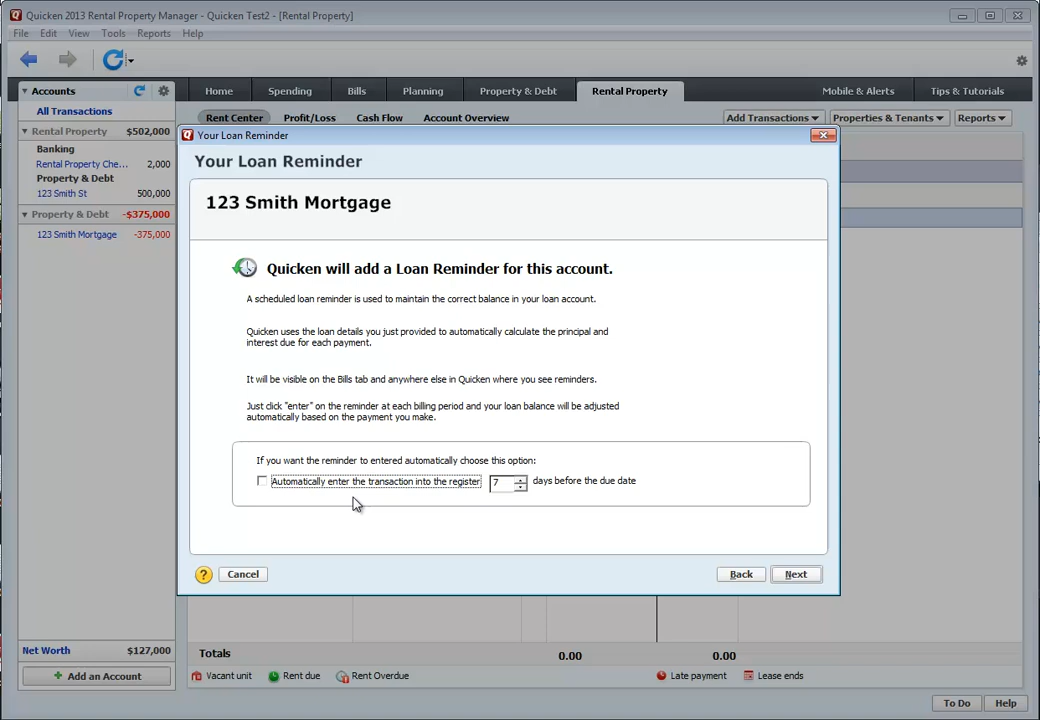 Quicken 2013 Rental Property Manager - Quicken Test2 - [Rental Property]
File Edit View Tools Reports Help
Accounts
Home Spending Bills Planning Property & Debt Rental Property Mobile & Alerts Tips & Tutorials
All Transactions
Rent Center Profit/Loss Cash Flow Account Overview Add Transactions Properties & Tenants Reports
Rental Property $502,000
Banking
Rental Property Che... 2,000
Property & Debt
123 Smith St 500,000
Property & Debt -$375,000
123 Smith Mortgage -375,000
Your Loan Reminder
Your Loan Reminder
123 Smith Mortgage
Quicken will add a Loan Reminder for this account.
A scheduled loan reminder is used to maintain the correct balance in your loan account.
Quicken uses the loan details you just provided to automatically calculate the principal and
interest due for each payment.
It will be visible on the Bills tab and anywhere else in Quicken where you see reminders.
Just click "enter" on the reminder at each billing period and your loan balance will be adjusted
automatically based on the payment you make.
If you want the reminder to entered automatically choose this option:
Automatically enter the transaction into the register 7 days before the due date
? Cancel Back Next
Net Worth $127,000
Totals 0.00 0.00
+ Add an Account
Vacant unit Rent due Rent Overdue Late payment Lease ends
To Do Help